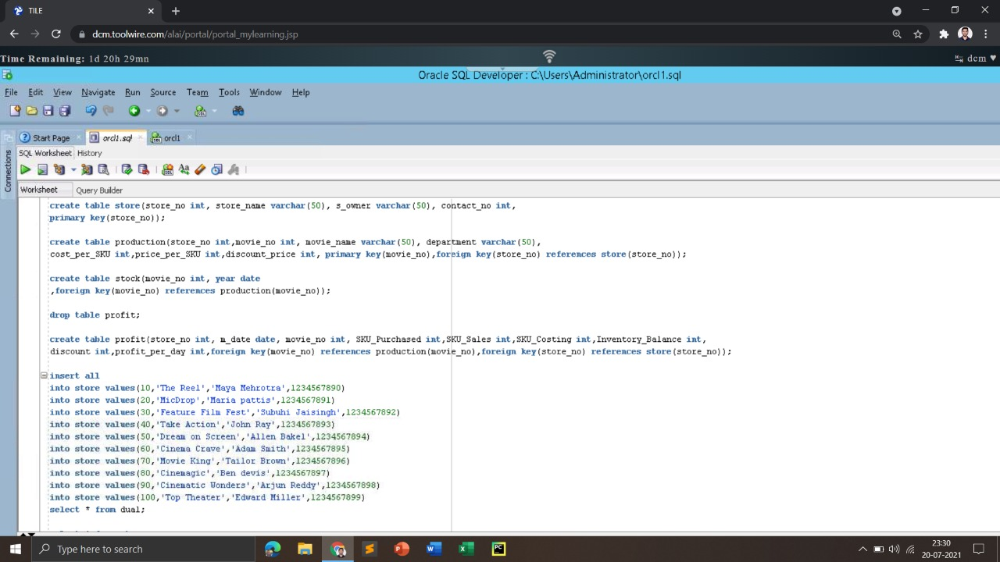 TILE
dcm.toolwire.com/alai/portal/portal_mylearning.jsp
Time Remaining: 1d 20h 29mn
dcm
Oracle SQL Developer : C:\Users\Administrator\orcl1.sql
File Edit View Navigate Run Source Team Tools Window Help
Start Page orcl1.sql orcl1
SQL Worksheet History
Connections
Worksheet Query Builder
create table store(store_no int, store_name varchar(50), s_owner varchar(50), contact_no int,
primary key(store_no));
create table production(store_no int,movie_no int, movie_name varchar(50), department varchar(50),
cost_per_SKU int,price_per_SKU int,discount_price int, primary key(movie_no),foreign key(store_no) references store(store_no));
create table stock(movie_no int, year date
,foreign key(movie_no) references production(movie_no));
drop table profit;
create table profit(store_no int, m_date date, movie_no int, SKU_Purchased int,SKU_Sales int,SKU_Costing int,Inventory_Balance int,
discount int,profit_per_day int,foreign key(movie_no) references production(movie_no),foreign key(store_no) references store(store_no));
insert all
into store values(10,'The Reel','Maya Mehrotra',1234567890)
into store values(20,'MicDrop','Maria pattis',1234567891)
into store values(30,'Feature Film Fest','Subuhi Jaisingh',1234567892)
into store values(40,'Take Action','John Ray',1234567893)
into store values(50,'Dream on Screen','Allen Bakel',1234567894)
into store values(60,'Cinema Crave','Adam Smith',1234567895)
into store values(70,'Movie King','Tailor Brown',1234567896)
into store values(80,'Cinemagic','Ben devis',1234567897)
into store values(90,'Cinematic Wonders','Arjun Reddy',1234567898)
into store values(100,'Top Theater','Edward Miller',1234567899)
select * from dual;
Type here to search
23:30
20-07-2021